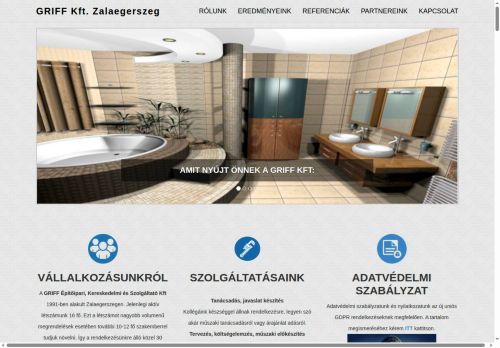 GRIFF Kft. Zalaegerszeg
RÓLUNK EREDMÉNYEINK REFERENCIÁK PARTNEREINK KAPCSOLAT
AMIT NYÚJT ÖNNEK A GRIFF KFT:
VÁLLALKOZÁSUNKRÓL
A GRIFF Építőipari, Kereskedelmi és Szolgáltató Kft
1991-ben alakult Zalaegerszegen. Jelenlegi aktív
létszámunk 16 fő. Ezt a létszámot nagyobb volumenű
megrendelések esetében további 10-12 fő szakemberrel
tudjuk növelni. Így a rendelkezésünkre álló közel 30
SZOLGÁLTATÁSAINK
Tanácsadás, javaslat készítés
Kollégáink készséggel állnak rendelkezésre, legyen szó
akár műszaki tanácsadásról vagy árajánlat adásról.
Tervezés, költségelemzés, műszaki előkészítés
ADATVÉDELMI
SZABÁLYZAT
Adatvédelmi szabályzatunk és nyilatkozatunk az új uniós
GDPR rendelkezéseknek megfelelően. A tartalom
megismeréséhez kérem ITT kattintson.